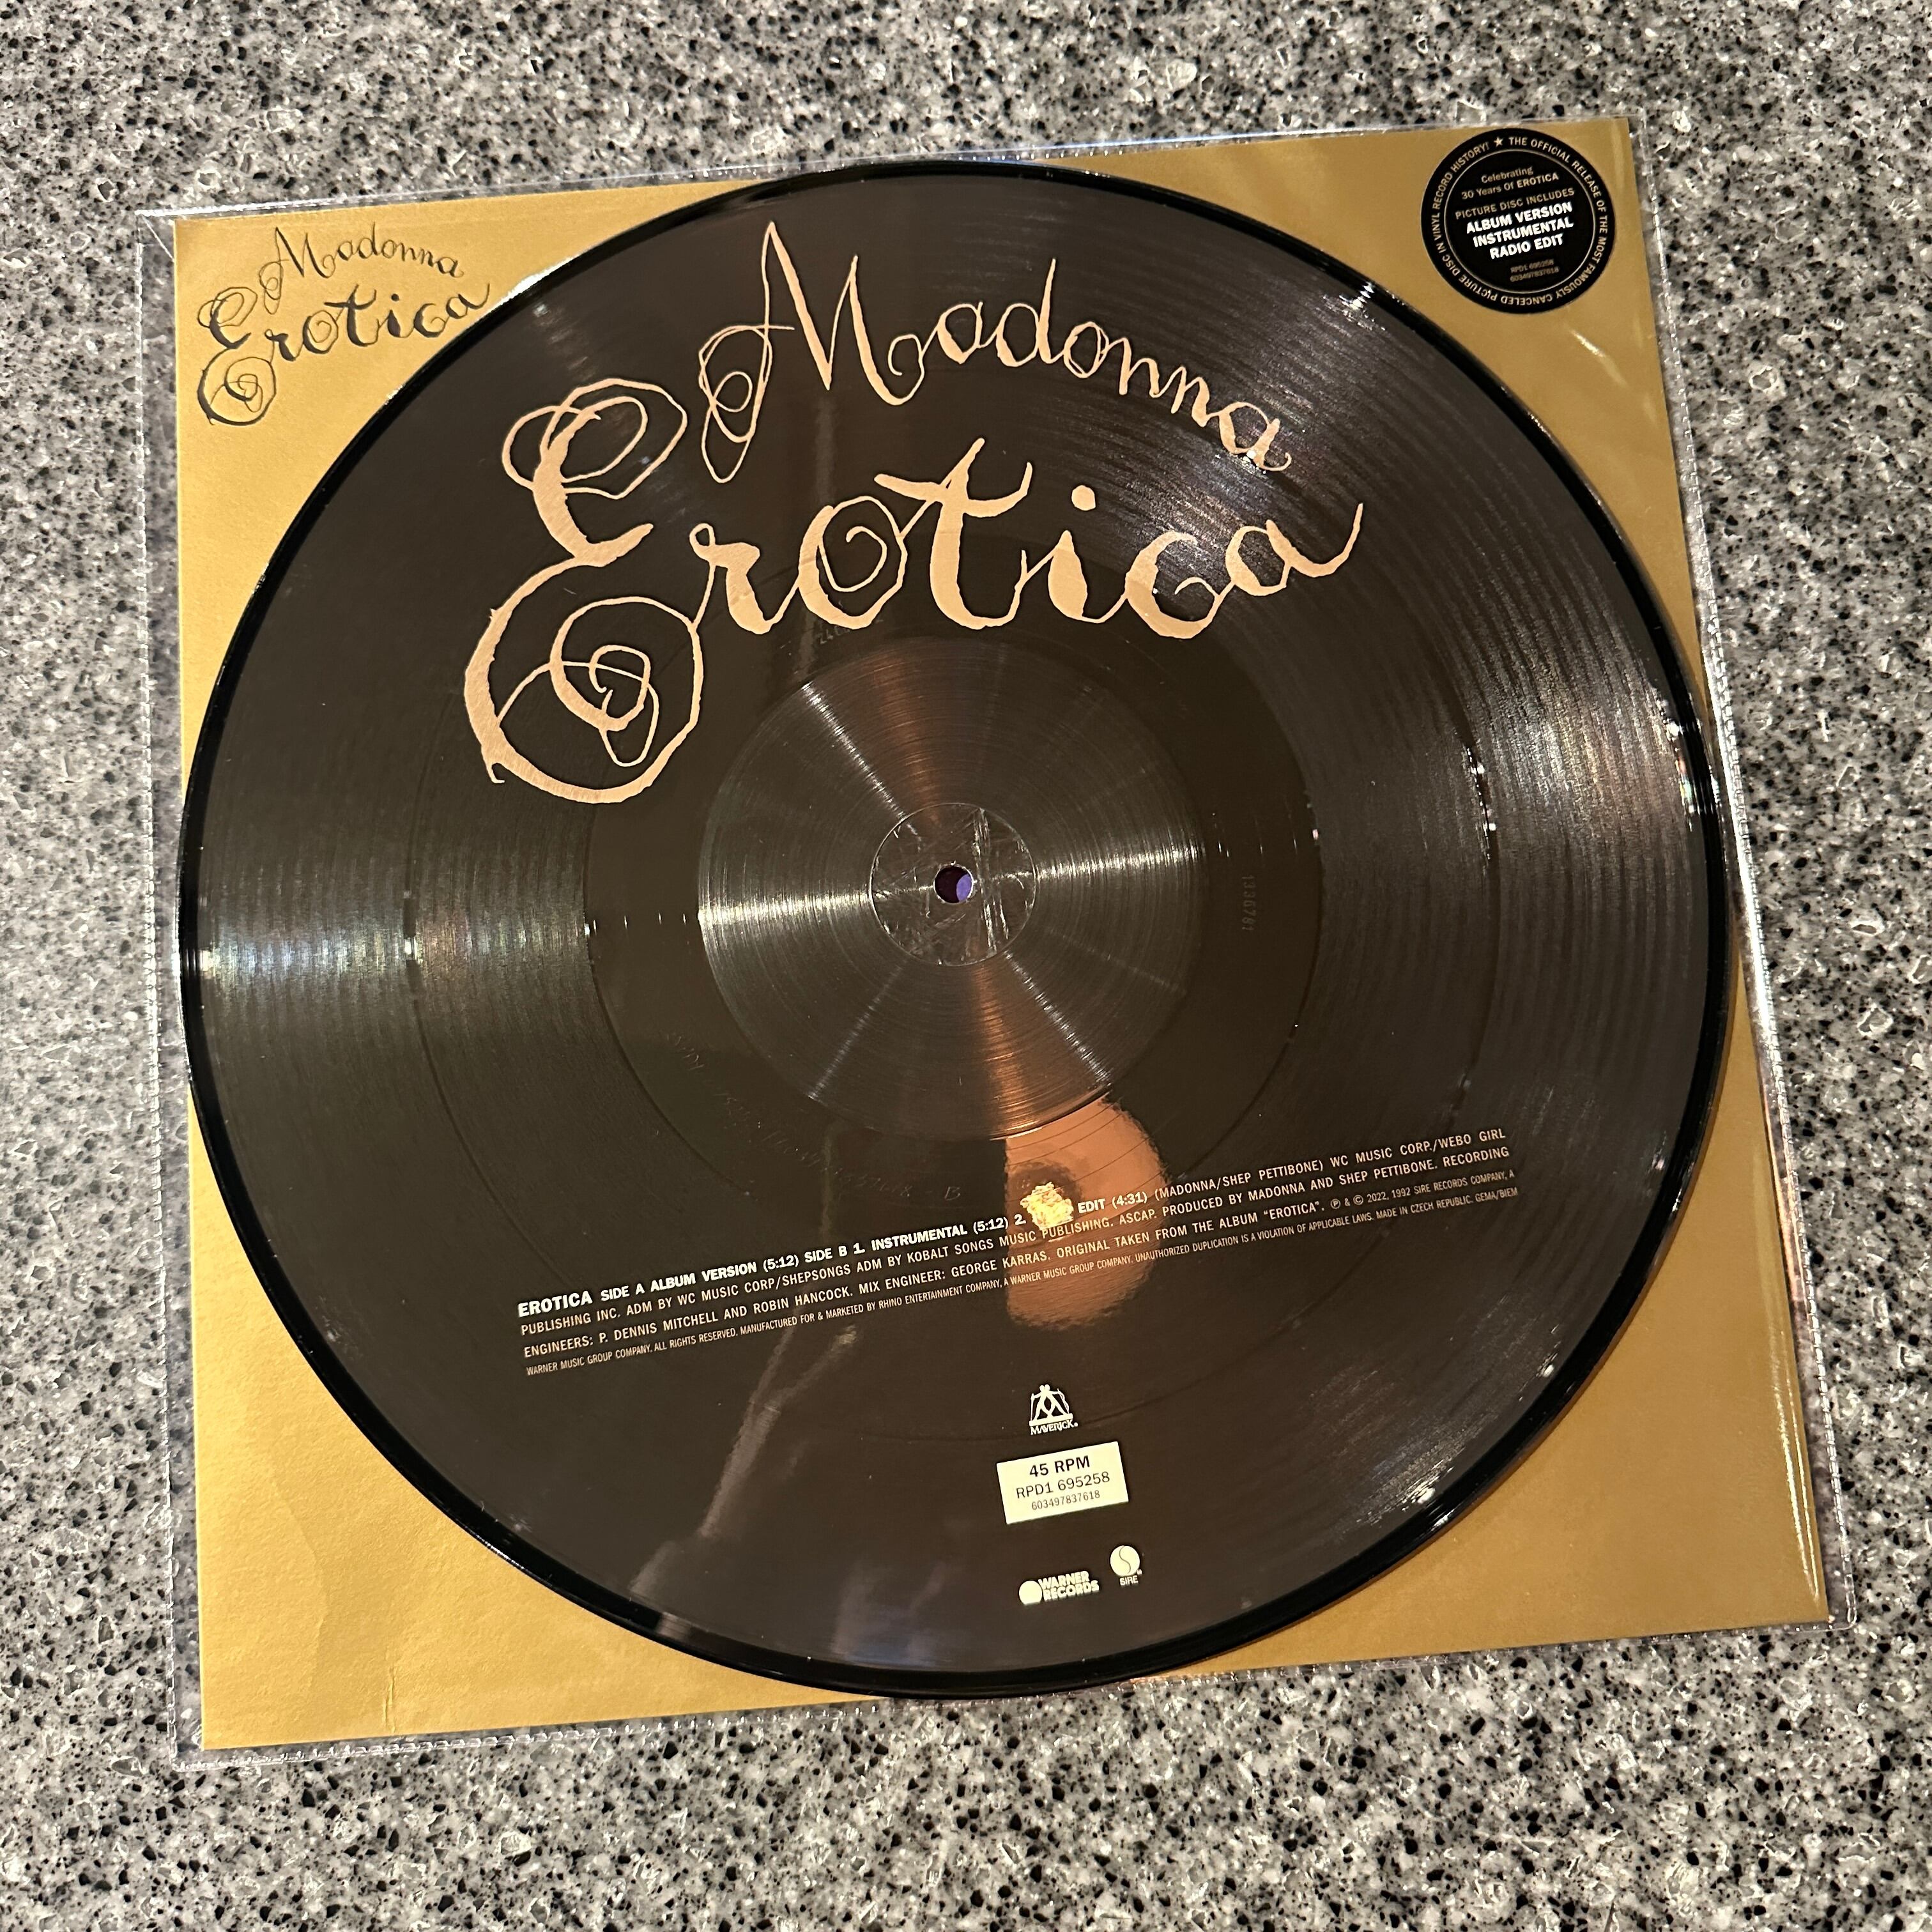 Madonna
Erotica
THE OFFICIAL RELEASE OF THE MOST FAMOUSLY CANCELED PICTURE DISC IN VINYL RECORD HISTORY! ★
Celebrating
30 Years Of EROTICA
PICTURE DISC INCLUDES
ALBUM VERSION
INSTRUMENTAL
RADIO EDIT
RPD1 695258
603497837618
Madonna
Erotica
EROTICA SIDE A ALBUM VERSION (5:12) SIDE B 1. INSTRUMENTAL (5:12) 2. EDIT (4:31) (MADONNA/SHEP PETTIBONE) WC MUSIC CORP./WEBO GIRL
PUBLISHING INC. ADM BY WC MUSIC CORP/SHEPSONGS ADM BY KOBALT SONGS MUSIC PUBLISHING. ASCAP. PRODUCED BY MADONNA AND SHEP PETTIBONE. RECORDING
ENGINEERS: P. DENNIS MITCHELL AND ROBIN HANCOCK. MIX ENGINEER: GEORGE KARRAS. ORIGINAL TAKEN FROM THE ALBUM "EROTICA". ℗ & © 2022, 1992 SIRE RECORDS COMPANY, A
WARNER MUSIC GROUP COMPANY. ALL RIGHTS RESERVED. MANUFACTURED FOR & MARKETED BY RHINO ENTERTAINMENT COMPANY, A WARNER MUSIC GROUP COMPANY. UNAUTHORIZED DUPLICATION IS A VIOLATION OF APPLICABLE LAWS. MADE IN CZECH REPUBLIC. GEMA/BIEM
MAVERICK
45 RPM
RPD1 695258
603497837618
WARNER
RECORDS
SIRE